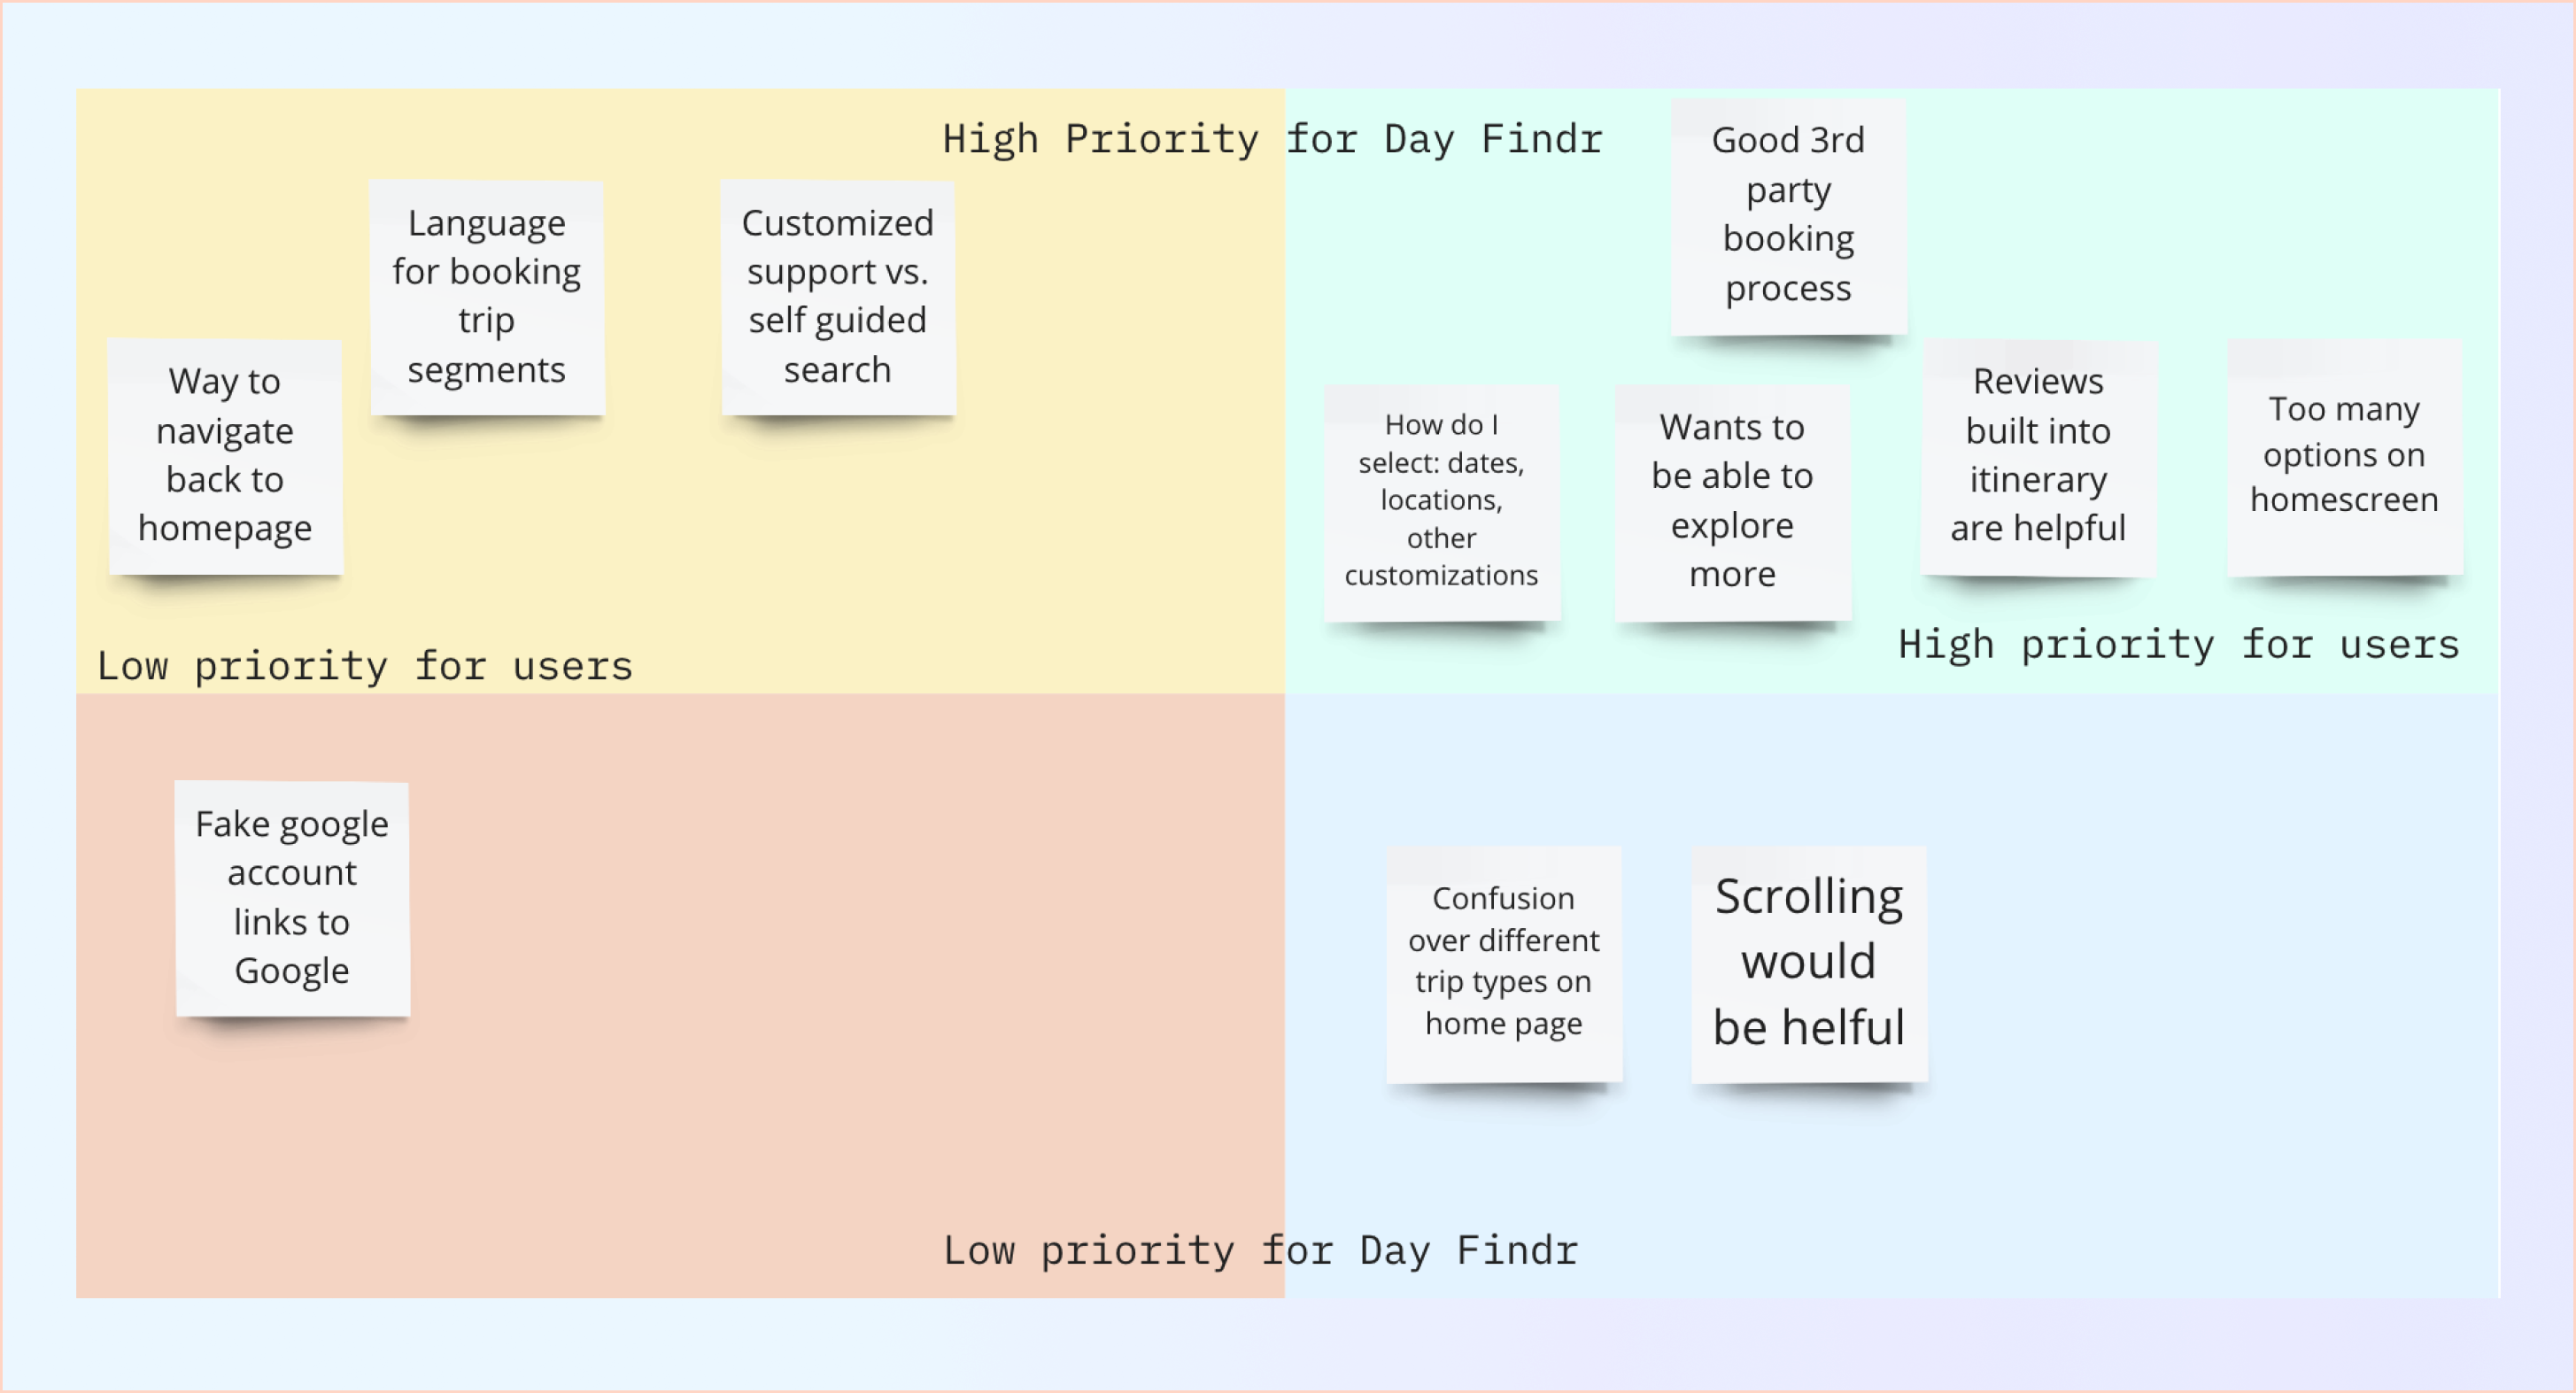 High Priority for Day Findr
Language
for booking
trip
segments
Customized
support vs.
self guided
search
Way to
navigate
back to
homepage
Low priority for users
Good 3rd
party
booking
process
How do I
select: dates,
locations,
other
customizations
Wants to
be able to
explore
more
Reviews
built into
itinerary
are helpful
Too many
options on
homescreen
High priority for users
Fake google
account
links to
Google
Confusion
over different
trip types on
home page
Scrolling
would
be helful
Low priority for Day Findr